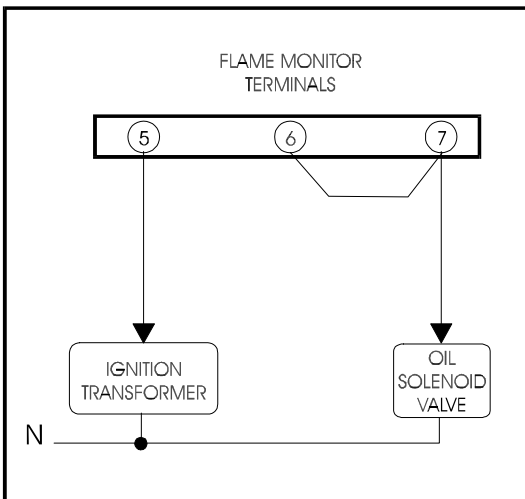 FLAME MONITOR
TERMINALS
5
6
7
IGNITION
TRANSFORMER
OIL
SOLENOID
VALVE
N